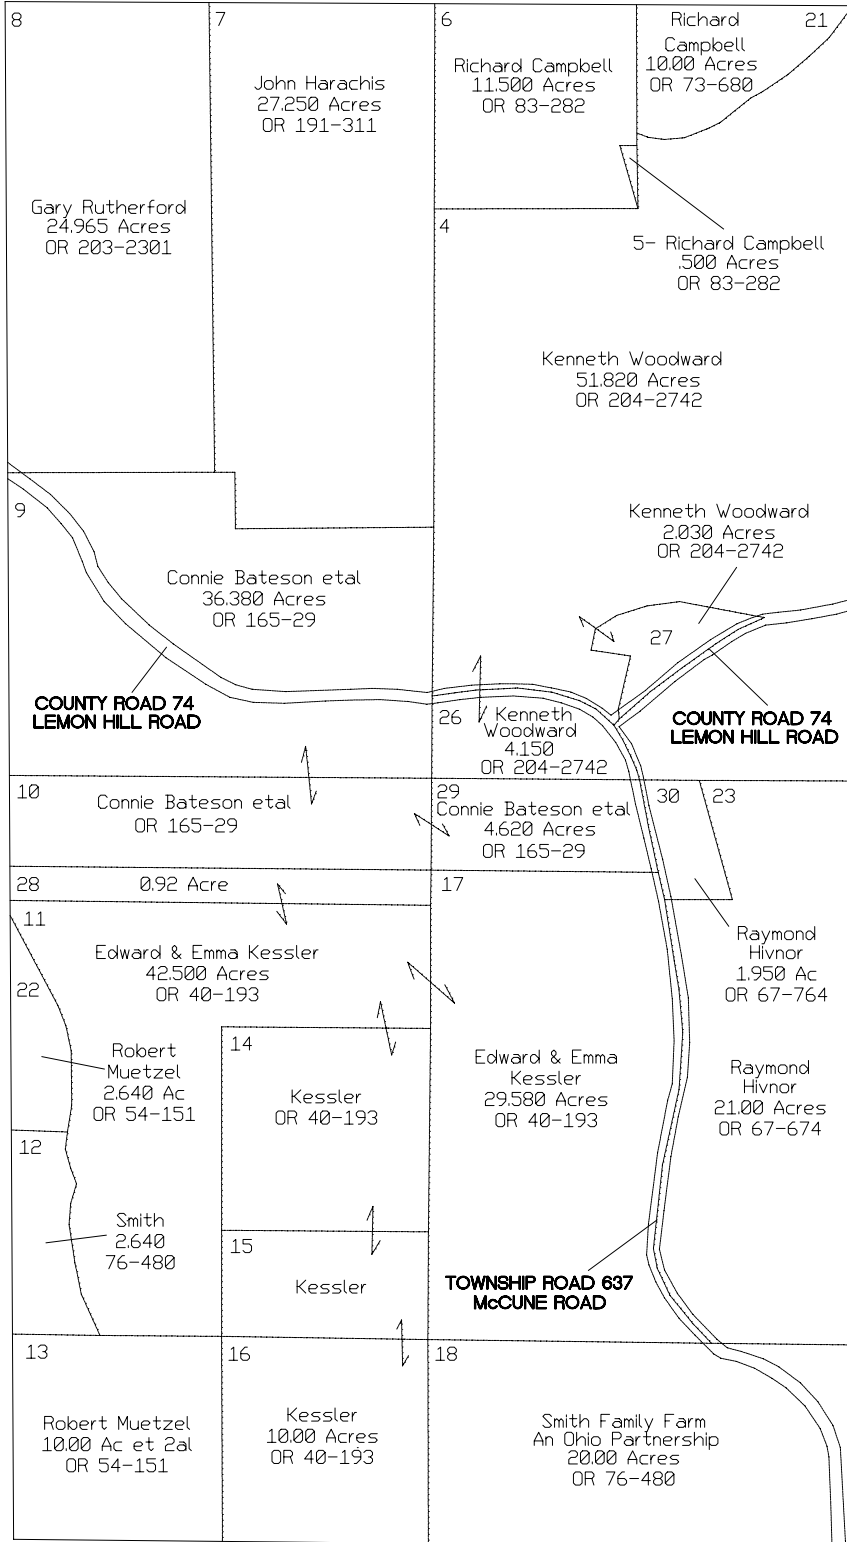 8
7
6
Richard
21
Campbell
10.00 Acres
OR 73-680
John Harachis
27.250 Acres
OR 191-311
Richard Campbell
11.500 Acres
OR 83-282
Gary Rutherford
24.965 Acres
OR 203-2301
4
5- Richard Campbell
.500 Acres
OR 83-282
Kenneth Woodward
51.820 Acres
OR 204-2742
9
Kenneth Woodward
2.030 Acres
OR 204-2742
Connie Bateson etal
36.380 Acres
OR 165-29
27
COUNTY ROAD 74
LEMON HILL ROAD
26
Kenneth
Woodward
4.150
OR 204-2742
COUNTY ROAD 74
LEMON HILL ROAD
10
Connie Bateson etal
OR 165-29
29
Connie Bateson etal
4.620 Acres
OR 165-29
30
23
28
0.92 Acre
17
11
Edward & Emma Kessler
42.500 Acres
OR 40-193
Raymond
Hivnor
1.950 Ac
OR 67-764
22
Robert
Muetzel
2.640 Ac
OR 54-151
14
Kessler
OR 40-193
Edward & Emma
Kessler
29.580 Acres
OR 40-193
Raymond
Hivnor
21.00 Acres
OR 67-674
12
Smith
2.640
76-480
15
Kessler
TOWNSHIP ROAD 637
McCUNE ROAD
13
16
18
Robert Muetzel
10.00 Ac et 2al
OR 54-151
Kessler
10.00 Acres
OR 40-193
Smith Family Farm
An Ohio Partnership
20.00 Acres
OR 76-480